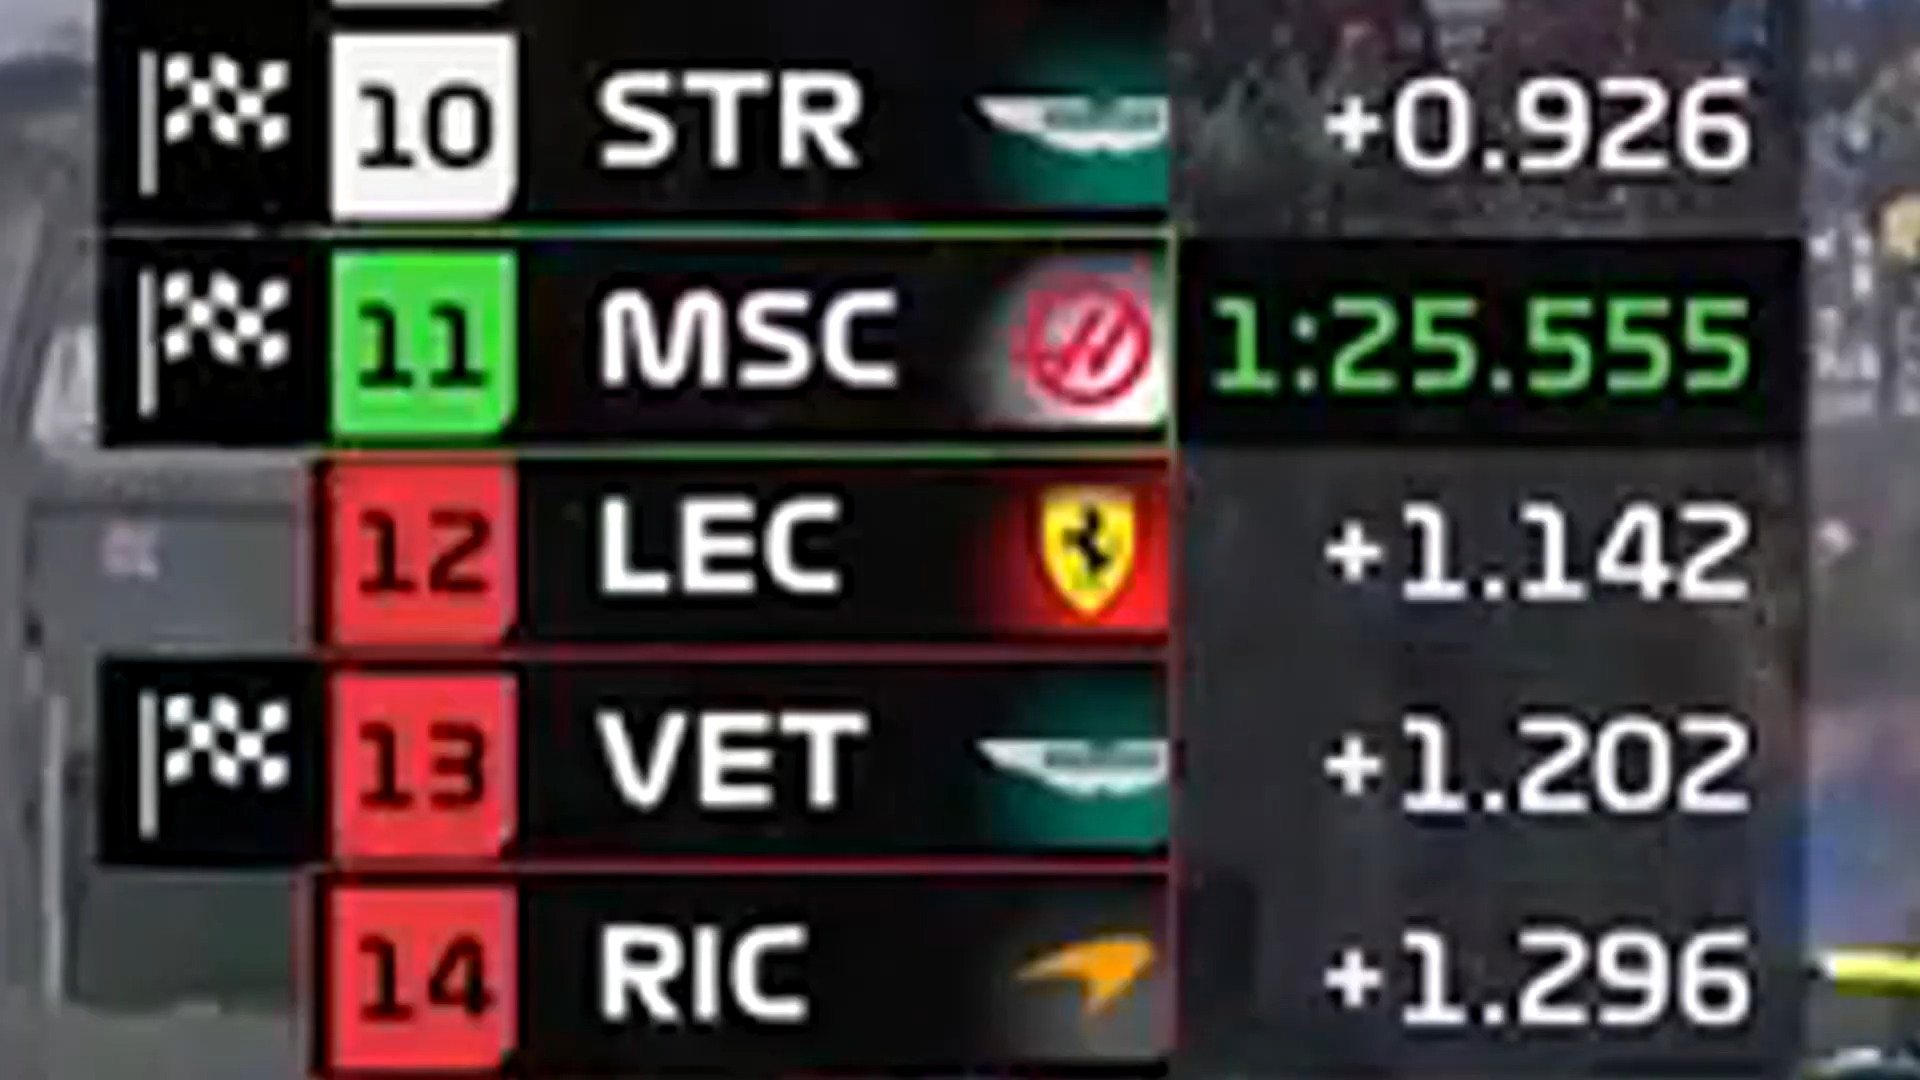 10 STR +0.926
11 MSC 1:25.555
12 LEC +1.142
13 VET +1.202
14 RIC +1.296